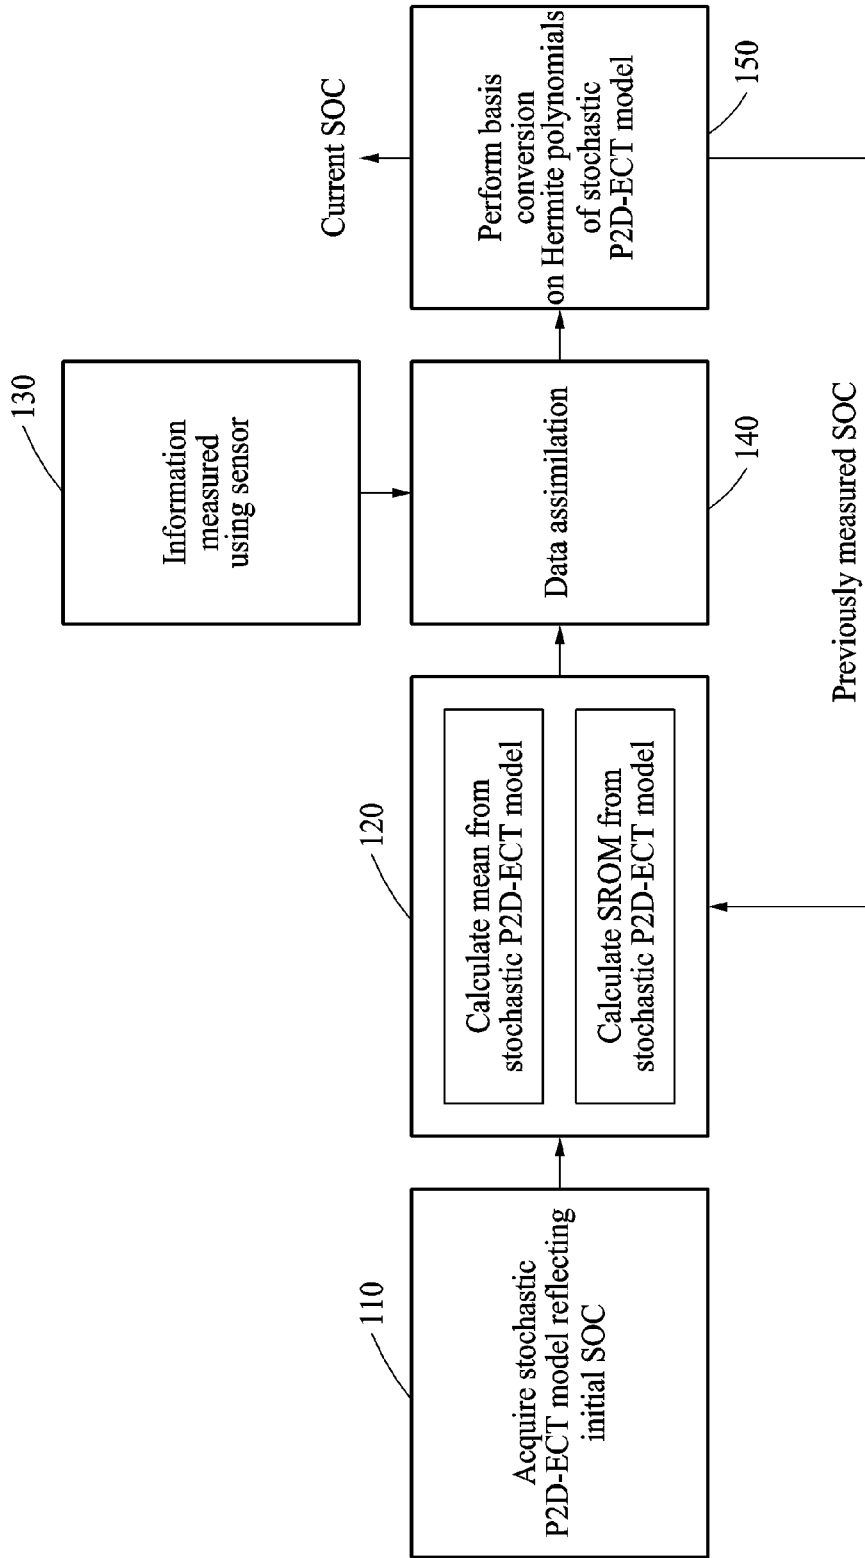 110
Acquire stochastic
P2D-ECT model reflecting
initial SOC
120
Calculate mean from
stochastic P2D-ECT model
Calculate SROM from
stochastic P2D-ECT model
130
Information
measured
using sensor
Data assimilation
140
Current SOC
Perform basis
conversion
on Hermite polynomials
of stochastic
P2D-ECT model
150
Previously measured SOC